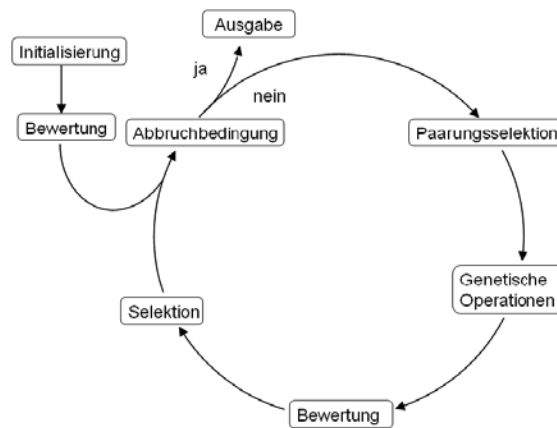 Ausgabe
Initialisierung
ja
nein
Bewertung
Abbruchbedingung
Paarungsselektion
Genetische
Operationen
Selektion
Bewertung